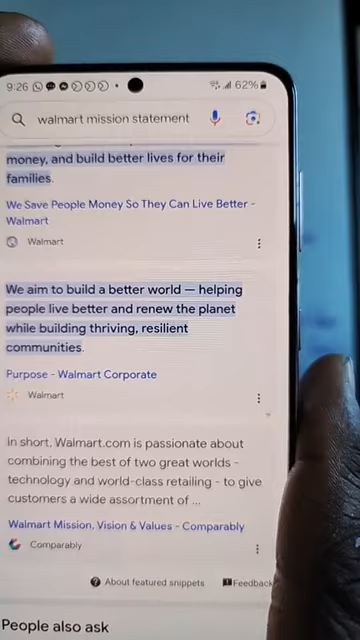 9:26
62%
walmart mission statement
money, and build better lives for their
families.
We Save People Money So They Can Live Better -
Walmart
Walmart
We aim to build a better world — helping
people live better and renew the planet
while building thriving, resilient
communities.
Purpose - Walmart Corporate
Walmart
In short, Walmart.com is passionate about
combining the best of two great worlds -
technology and world-class retailing - to give
customers a wide assortment of ...
Walmart Mission, Vision & Values - Comparably
Comparably
About featured snippets
Feedback
People also ask